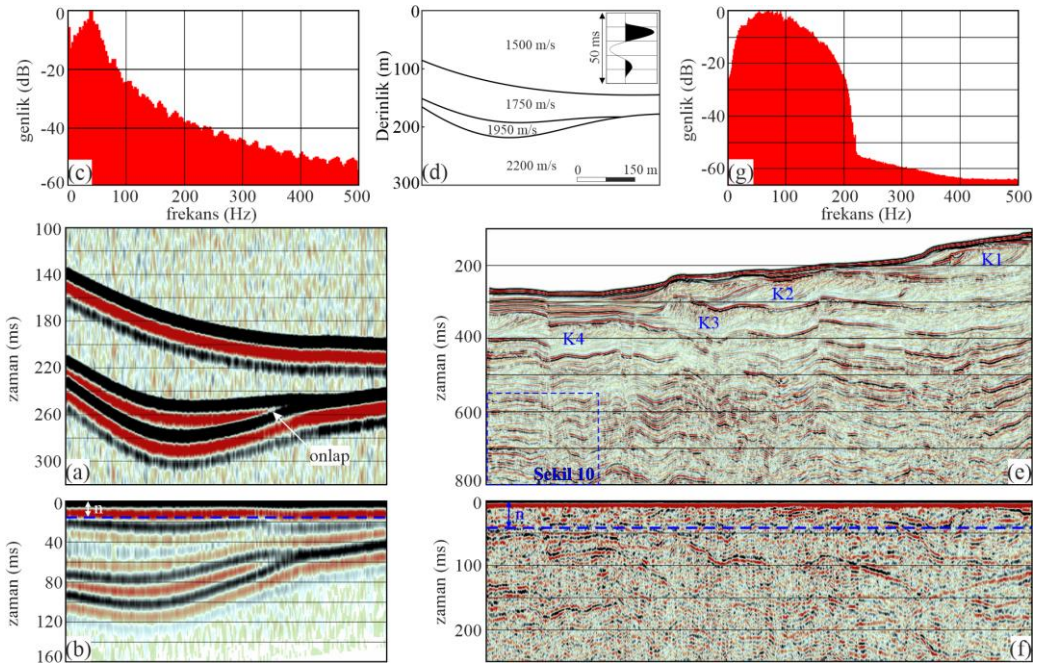 0
-20
-40
-60
genlik (dB)
(c)
0 100 200 300 400 500
frekans (Hz)
0
100
200
300
Derinlik (m)
1500 m/s
1750 m/s
1950 m/s
2200 m/s
50 ms
0 150 m
(d)
0
-20
-40
-60
genlik (dB)
(g)
0 100 200 300 400 500
frekans (Hz)
100
140
180
220
260
300
zaman (ms)
onlap
(a)
200
400
600
800
zaman (ms)
K1
K2
K3
K4
Şekil 10
(e)
0
40
80
120
160
zaman (ms)
n
(b)
0
100
200
zaman (ms)
n
(f)